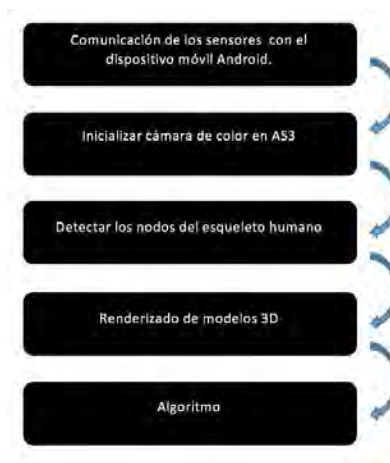 Comunicación de los sensores con el
dispositivo móvil Android.
Inicializar cámara de color en AS3
Detectar los nodos del esqueleto humano
Renderizado de modelos 3D
Algoritmo